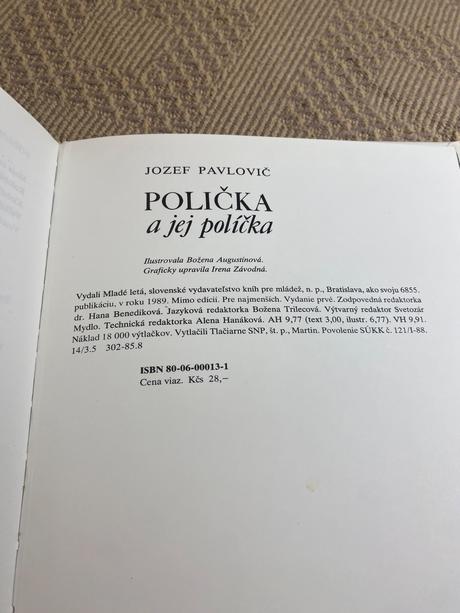 JOZEF PAVLOVIČ
POLIČKA
a jej políčka
Ilustrovala Božena Augustínová.
Graficky upravila Irena Závodná.
Vydali Mladé letá, slovenské vydavateľstvo kníh pre mládež, n. p., Bratislava, ako svoju 6855.
publikáciu, v roku 1989. Mimo edícií. Pre najmenších. Vydanie prvé. Zodpovedná redaktorka
dr. Hana Benediková. Jazyková redaktorka Božena Trilecová. Výtvarný redaktor Svetozár
Mydlo. Technická redaktorka Alena Hanáková. AH 9,77 (text 3,00, ilustr. 6,77). VH 9,91.
Náklad 18 000 výtlačkov. Vytlačili Tlačiarne SNP, št. p., Martin. Povolenie SÚKK č. 121/I-88.
14/3.5 302-85.8
ISBN 80-06-00013-1
Cena viaz. Kčs 28,–